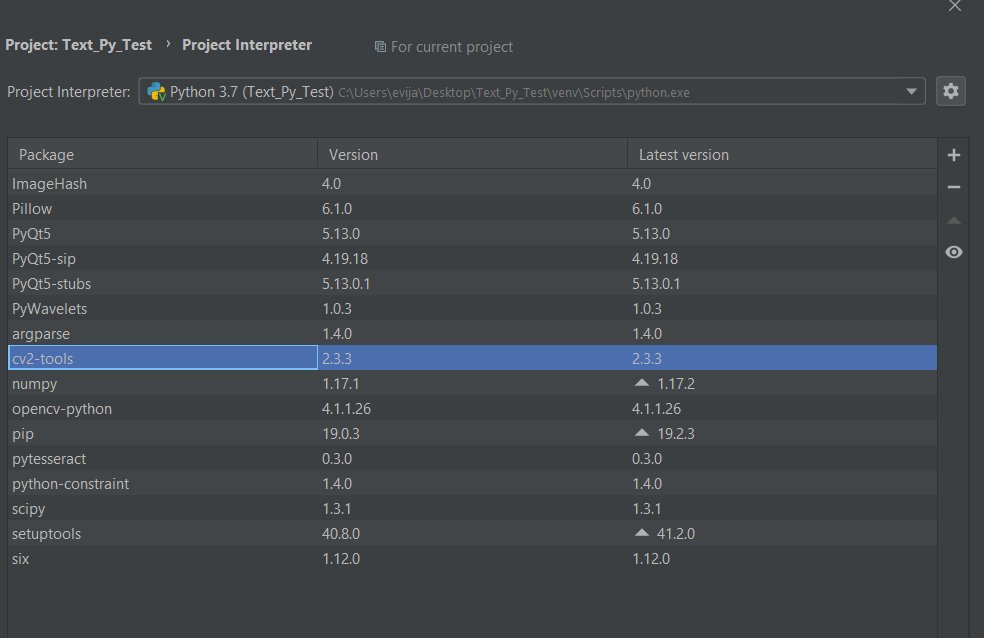 Project: Text_Py_Test › Project Interpreter For current project
Project Interpreter: Python 3.7 (Text_Py_Test) C:\Users\evija\Desktop\Text_Py_Test\venv\Scripts\python.exe
Package Version Latest version
ImageHash 4.0 4.0
Pillow 6.1.0 6.1.0
PyQt5 5.13.0 5.13.0
PyQt5-sip 4.19.18 4.19.18
PyQt5-stubs 5.13.0.1 5.13.0.1
PyWavelets 1.0.3 1.0.3
argparse 1.4.0 1.4.0
cv2-tools 2.3.3 2.3.3
numpy 1.17.1 1.17.2
opencv-python 4.1.1.26 4.1.1.26
pip 19.0.3 19.2.3
pytesseract 0.3.0 0.3.0
python-constraint 1.4.0 1.4.0
scipy 1.3.1 1.3.1
setuptools 40.8.0 41.2.0
six 1.12.0 1.12.0